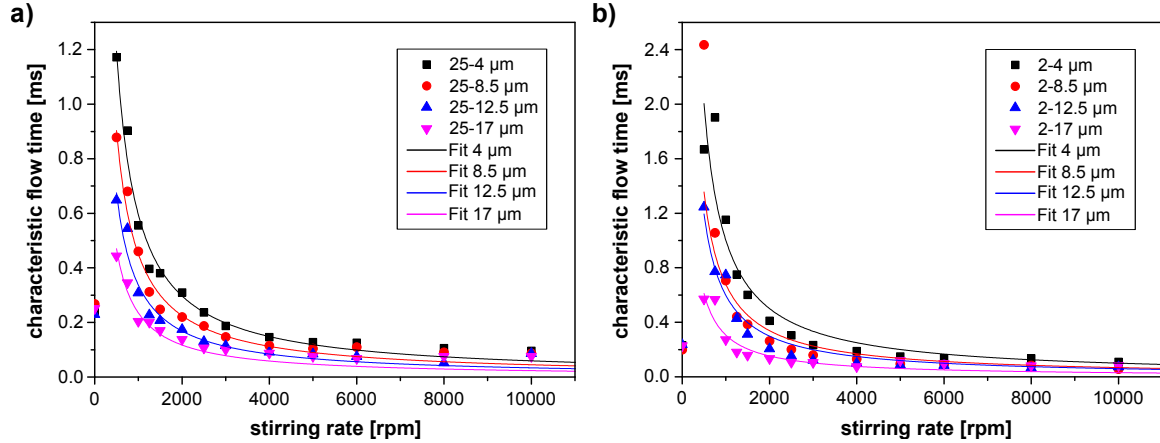 a)
characteristic flow time [ms]
1.2
1.0
0.8
0.6
0.4
0.2
0.0
0 2000 4000 6000 8000 10000
stirring rate [rpm]
25-4 µm
25-8.5 µm
25-12.5 µm
25-17 µm
Fit 4 µm
Fit 8.5 µm
Fit 12.5 µm
Fit 17 µm
b)
characteristic flow time [ms]
2.4
2.0
1.6
1.2
0.8
0.4
0.0
0 2000 4000 6000 8000 10000
stirring rate [rpm]
2-4 µm
2-8.5 µm
2-12.5 µm
2-17 µm
Fit 4 µm
Fit 8.5 µm
Fit 12.5 µm
Fit 17 µm